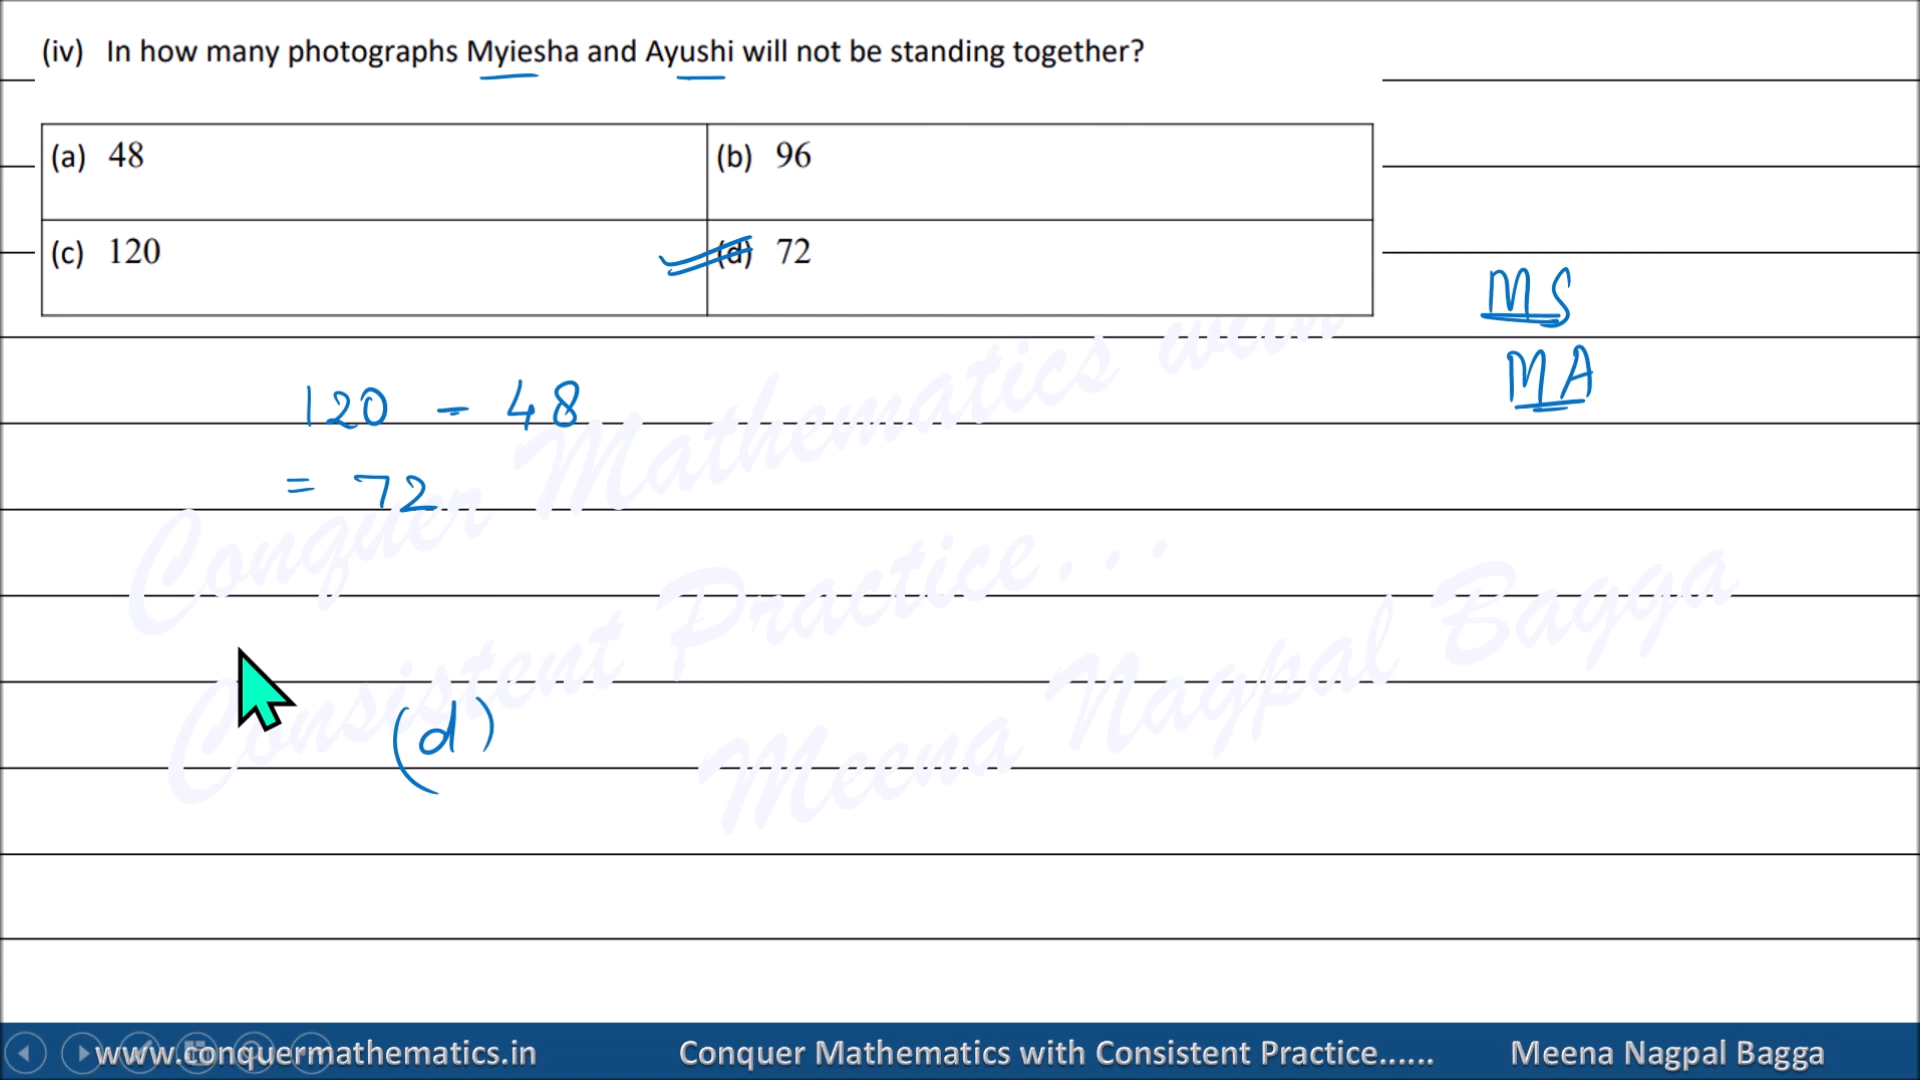 (iv) In how many photographs Myiesha and Ayushi will not be standing together?
(a) 48
(b) 96
(c) 120
(d) 72
MS
MA
120 - 48
= 72
(d)
Conquer Mathematics with
Consistent Practice...
Meena Nagpal Bagga
www.conquermathematics.in Conquer Mathematics with Consistent Practice...... Meena Nagpal Bagga